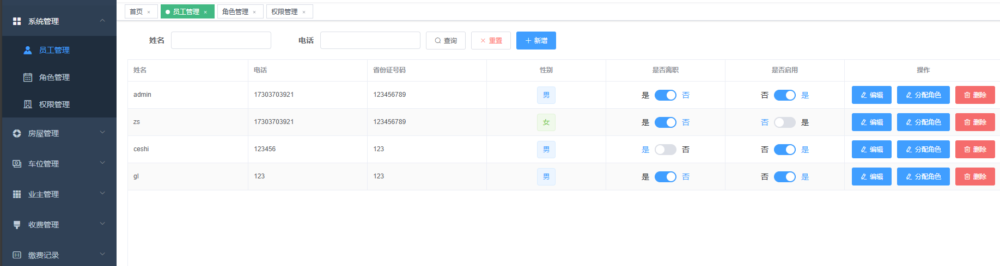 系统管理
员工管理
角色管理
权限管理
房屋管理
车位管理
业主管理
收费管理
缴费记录
首页 × 员工管理 × 角色管理 × 权限管理 ×
姓名 电话 查询 重置 新增
姓名 电话 省份证号码 性别 是否离职 是否启用 操作
admin 17303703921 123456789 男 是 否 否 是 编辑 分配角色 删除
zs 17303703921 123456789 女 是 否 否 是 编辑 分配角色 删除
ceshi 123456 123 男 是 否 否 是 编辑 分配角色 删除
gl 123 123 男 是 否 否 是 编辑 分配角色 删除